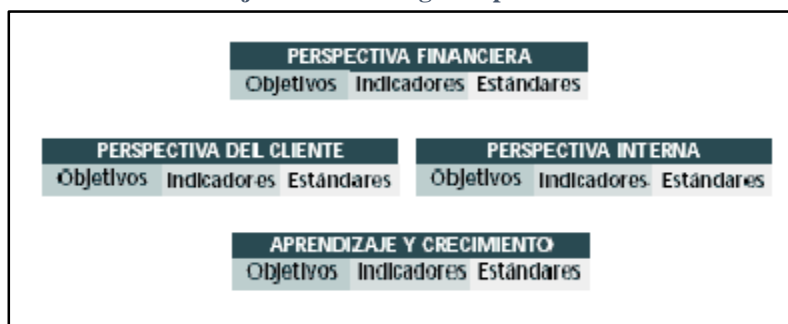 PERSPECTIVA FINANCIERA
Objetivos Indicadores Estándares
PERSPECTIVA DEL CLIENTE
Objetivos Indicadores Estándares
PERSPECTIVA INTERNA
Objetivos Indicadores Estándares
APRENDIZAJE Y CRECIMIENTO
Objetivos Indicadores Estándares